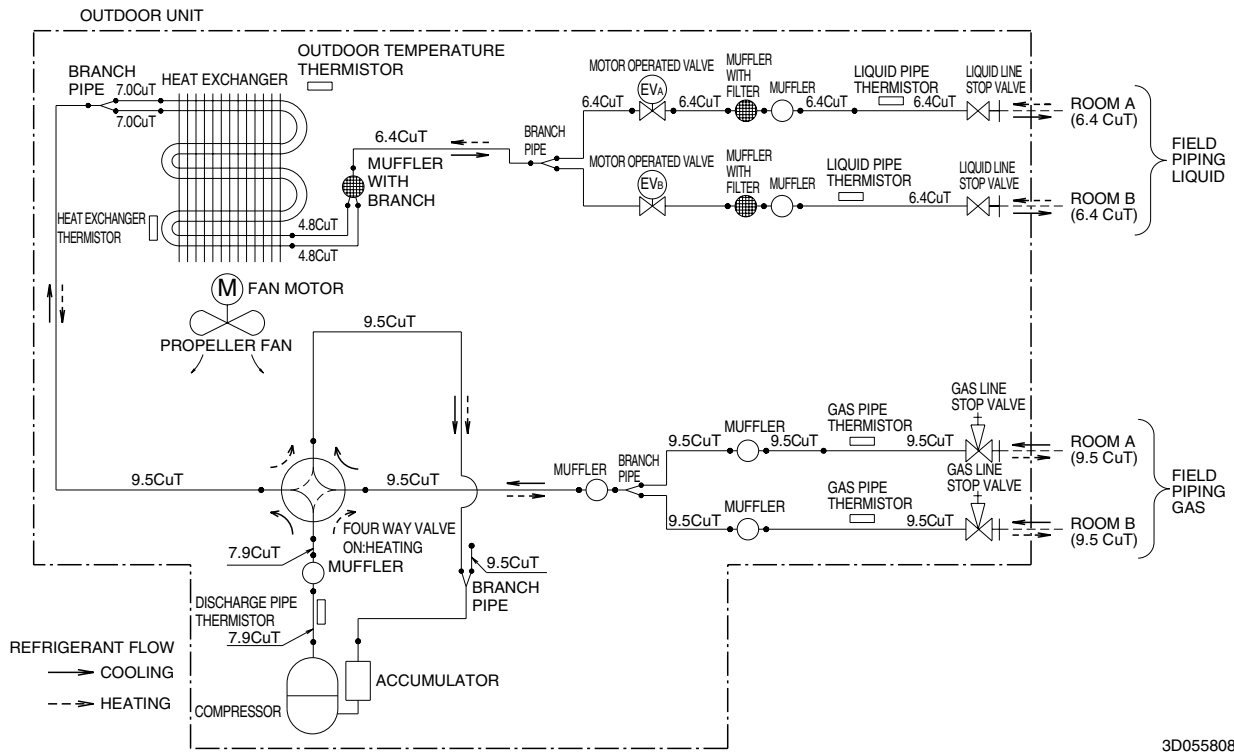 OUTDOOR UNIT
BRANCH
PIPE
7.0CuT
7.0CuT
HEAT EXCHANGER
OUTDOOR TEMPERATURE
THERMISTOR
HEAT EXCHANGER
THERMISTOR
4.8CuT
4.8CuT
6.4CuT
MUFFLER
WITH
BRANCH
BRANCH
PIPE
MOTOR OPERATED VALVE
EVA
6.4CuT
6.4CuT
MUFFLER
WITH
FILTER
MUFFLER
6.4CuT
LIQUID PIPE
THERMISTOR
6.4CuT
LIQUID LINE
STOP VALVE
ROOM A
(6.4 CuT)
MOTOR OPERATED VALVE
EVB
MUFFLER
WITH
FILTER
MUFFLER
LIQUID PIPE
THERMISTOR
6.4CuT
LIQUID LINE
STOP VALVE
ROOM B
(6.4 CuT)
FIELD
PIPING
LIQUID
M
FAN MOTOR
PROPELLER FAN
9.5CuT
9.5CuT
9.5CuT
MUFFLER
BRANCH
PIPE
9.5CuT
MUFFLER
9.5CuT
GAS PIPE
THERMISTOR
9.5CuT
GAS LINE
STOP VALVE
ROOM A
(9.5 CuT)
9.5CuT
MUFFLER
GAS PIPE
THERMISTOR
9.5CuT
GAS LINE
STOP VALVE
ROOM B
(9.5 CuT)
FIELD
PIPING
GAS
FOUR WAY VALVE
ON:HEATING
7.9CuT
MUFFLER
9.5CuT
BRANCH
PIPE
DISCHARGE PIPE
THERMISTOR
7.9CuT
ACCUMULATOR
COMPRESSOR
REFRIGERANT FLOW
COOLING
HEATING
3D055808